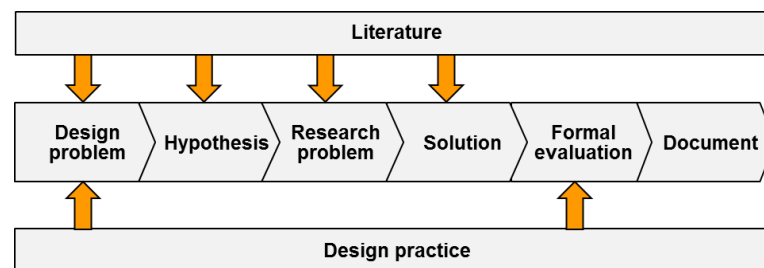 Literature
Design
problem
Hypothesis
Research
problem
Solution
Formal
evaluation
Document
Design practice